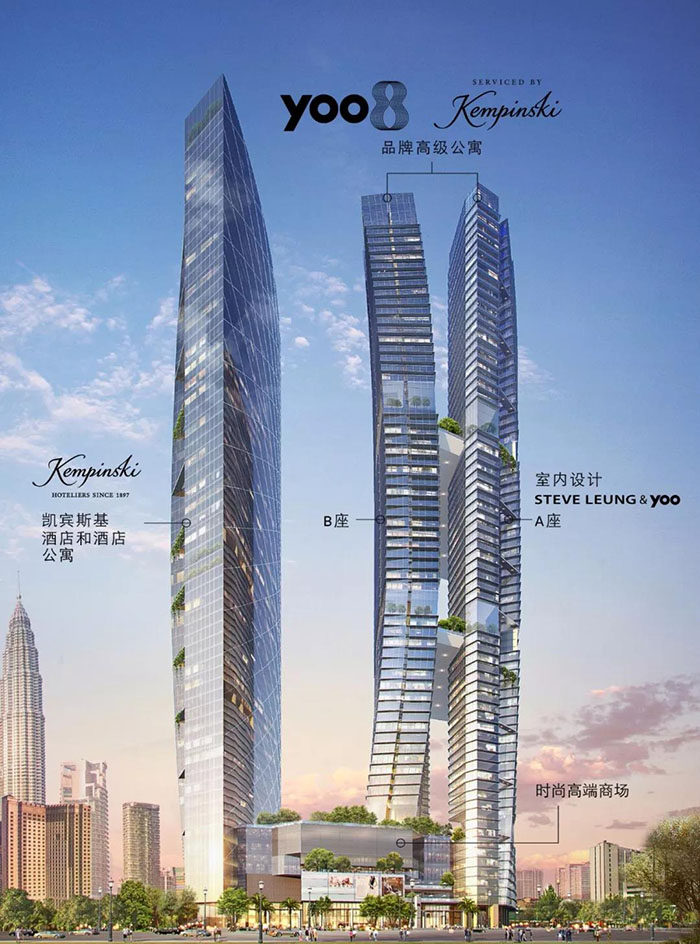 yoo8
SERVICED BY
Kempinski
品牌高级公寓
Kempinski
HOTELIERS SINCE 1897
凯宾斯基
酒店和酒店
公寓
室内设计
STEVE LEUNG & yoo
B座
A座
时尚高端商场